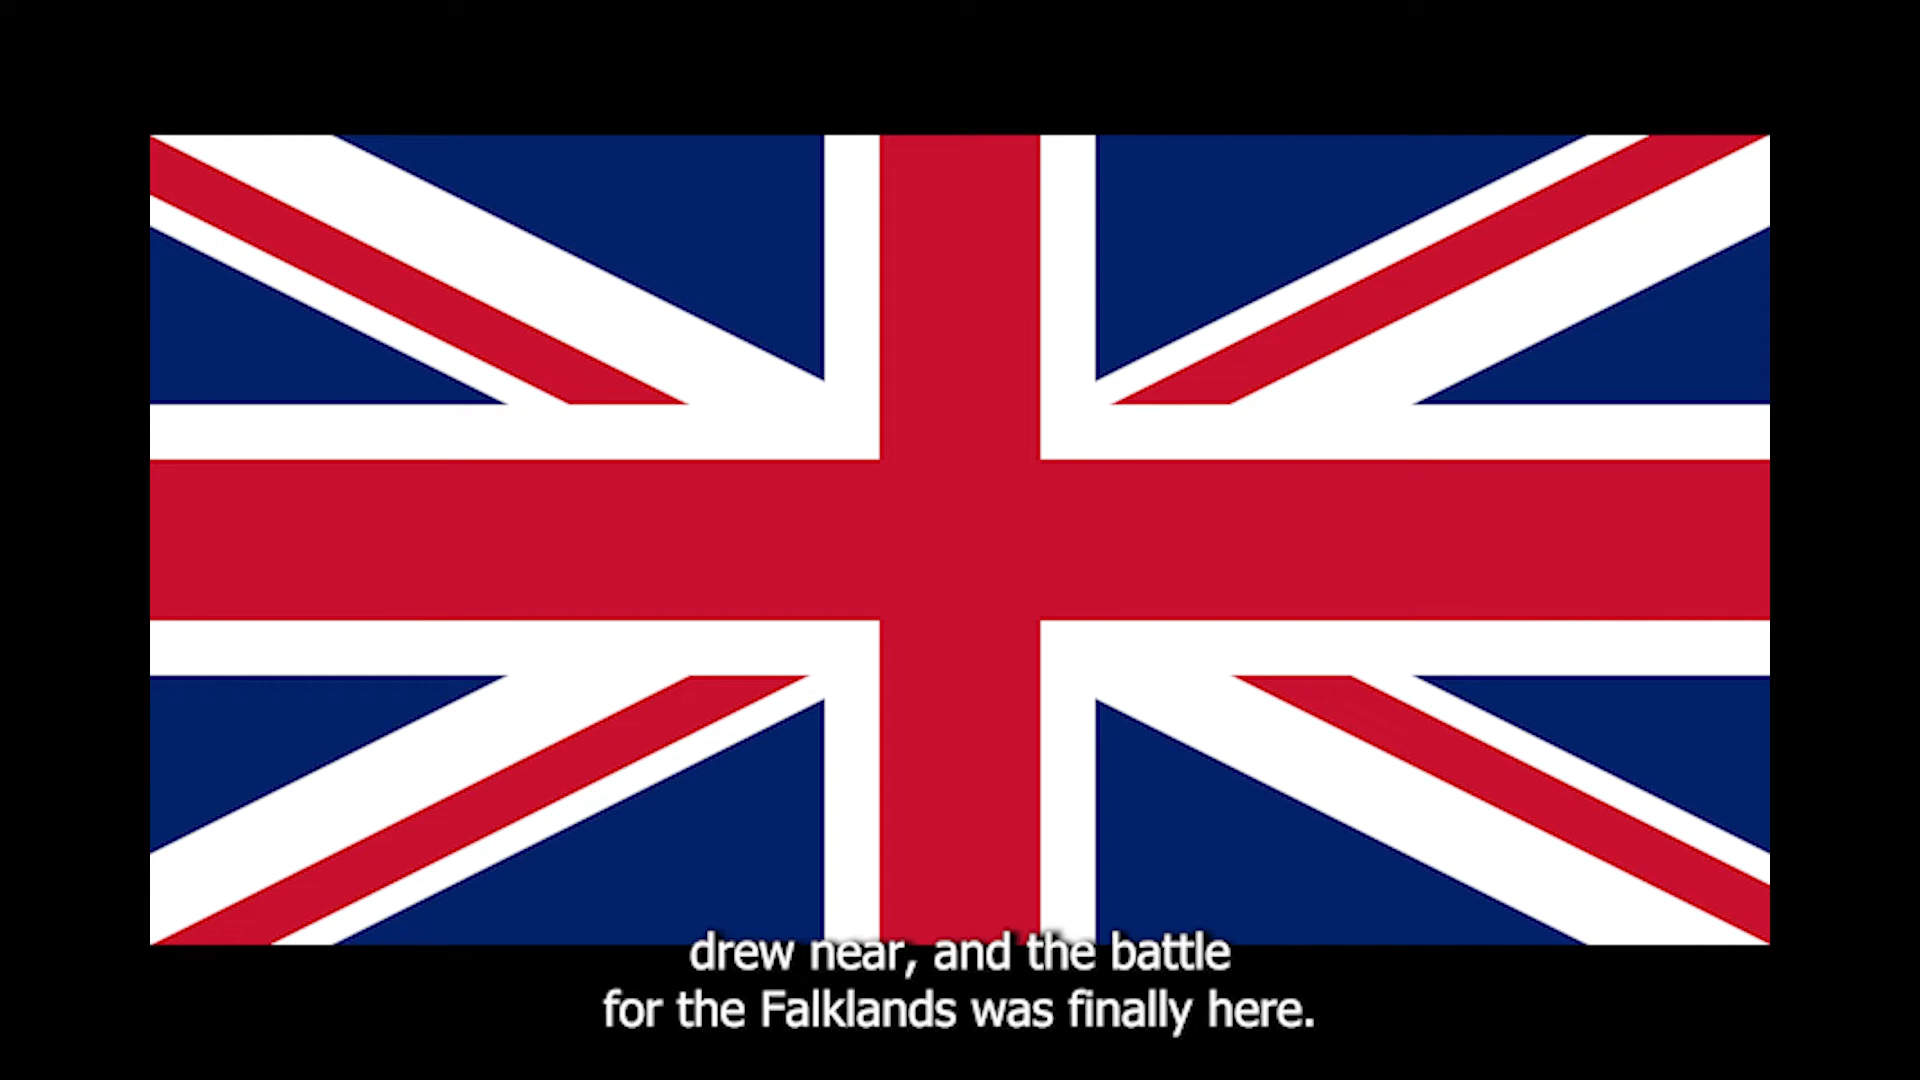 drew near, and the battle
for the Falklands was finally here.